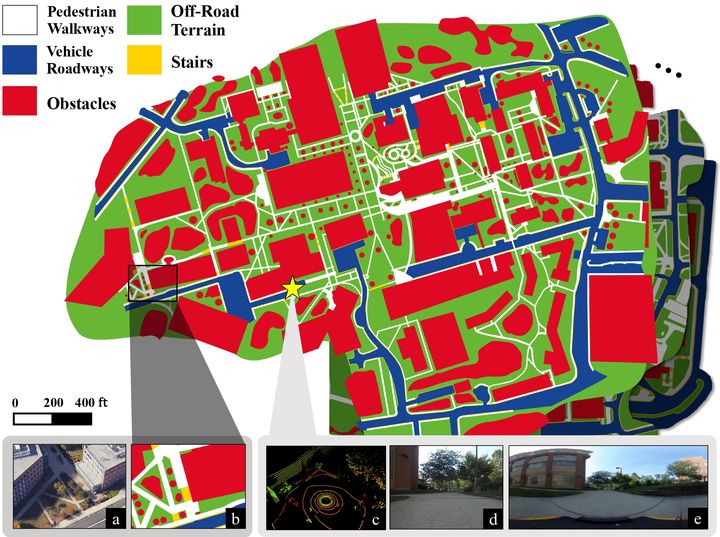 Pedestrian
Walkways
Off-Road
Terrain
Vehicle
Roadways
Stairs
Obstacles
0 200 400 ft
a
b
c
d
e